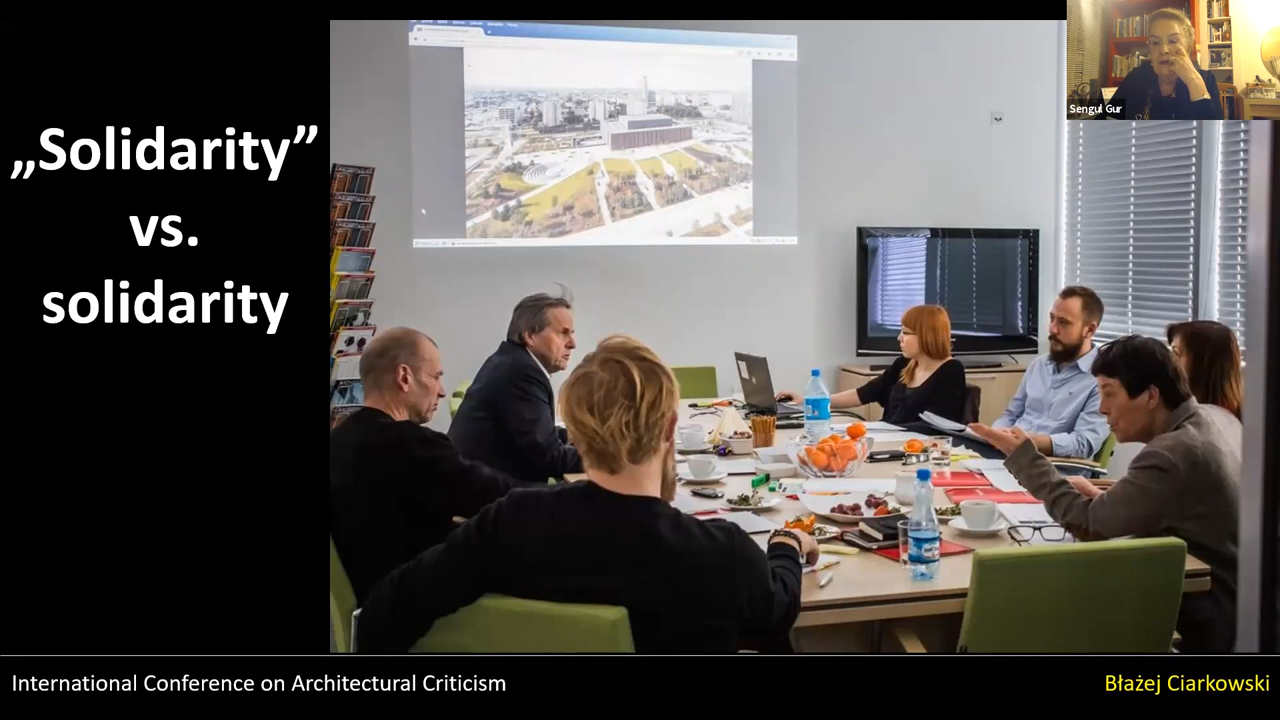 „Solidarity”
vs.
solidarity
Sengul Gur
International Conference on Architectural Criticism
Błażej Ciarkowski